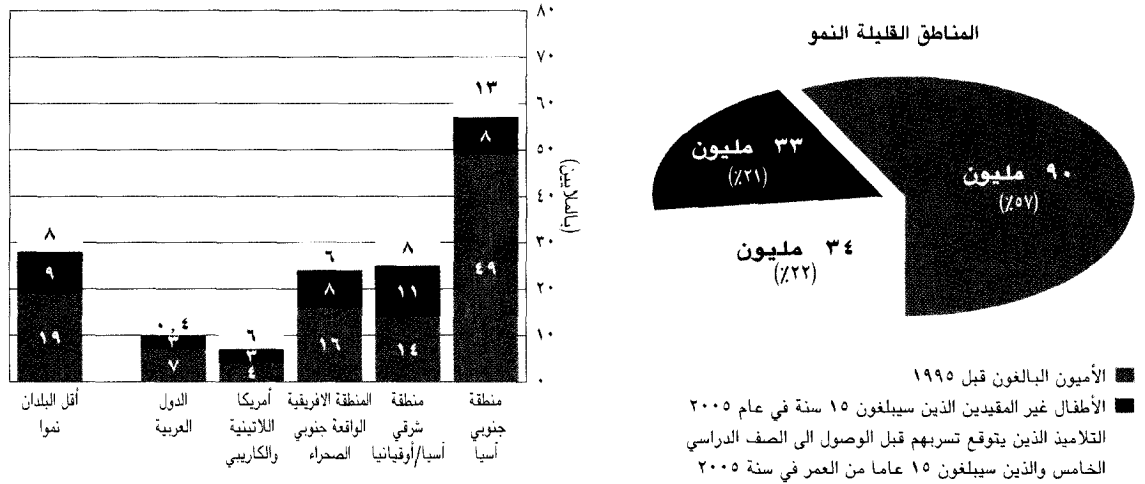 المناطق القليلة النمو
٩٠ مليون
(٪٥٧)
٣٣ مليون
(٪٢١)
٣٤ مليون
(٪٢٢)
الأميون البالغون قبل ١٩٩٥
الأطفال غير المقيدين الذين سيبلغون ١٥ سنة في عام ٢٠٠٥
التلاميذ الذين يتوقع تسربهم قبل الوصول الى الصف الدراسي
الخامس والذين سيبلغون ١٥ عاما من العمر في سنة ٢٠٠٥
٨٠
٧٠
٦٠
٥٠
٤٠
٣٠
٢٠
١٠
٠
(بالملايين)
١٣
٨
٤٩
٨
١١
١٤
٦
٨
١٦
٦
٣
٤
٠,٤
٣
٧
٨
٩
١٩
منطقة
جنوبي
آسيا
منطقة
شرقي
آسيا/أوقيانيا
المنطقة الافريقية
الواقعة جنوبي
الصحراء
أمريكا
اللاتينية
والكاريبي
الدول
العربية
أقل البلدان
نموا